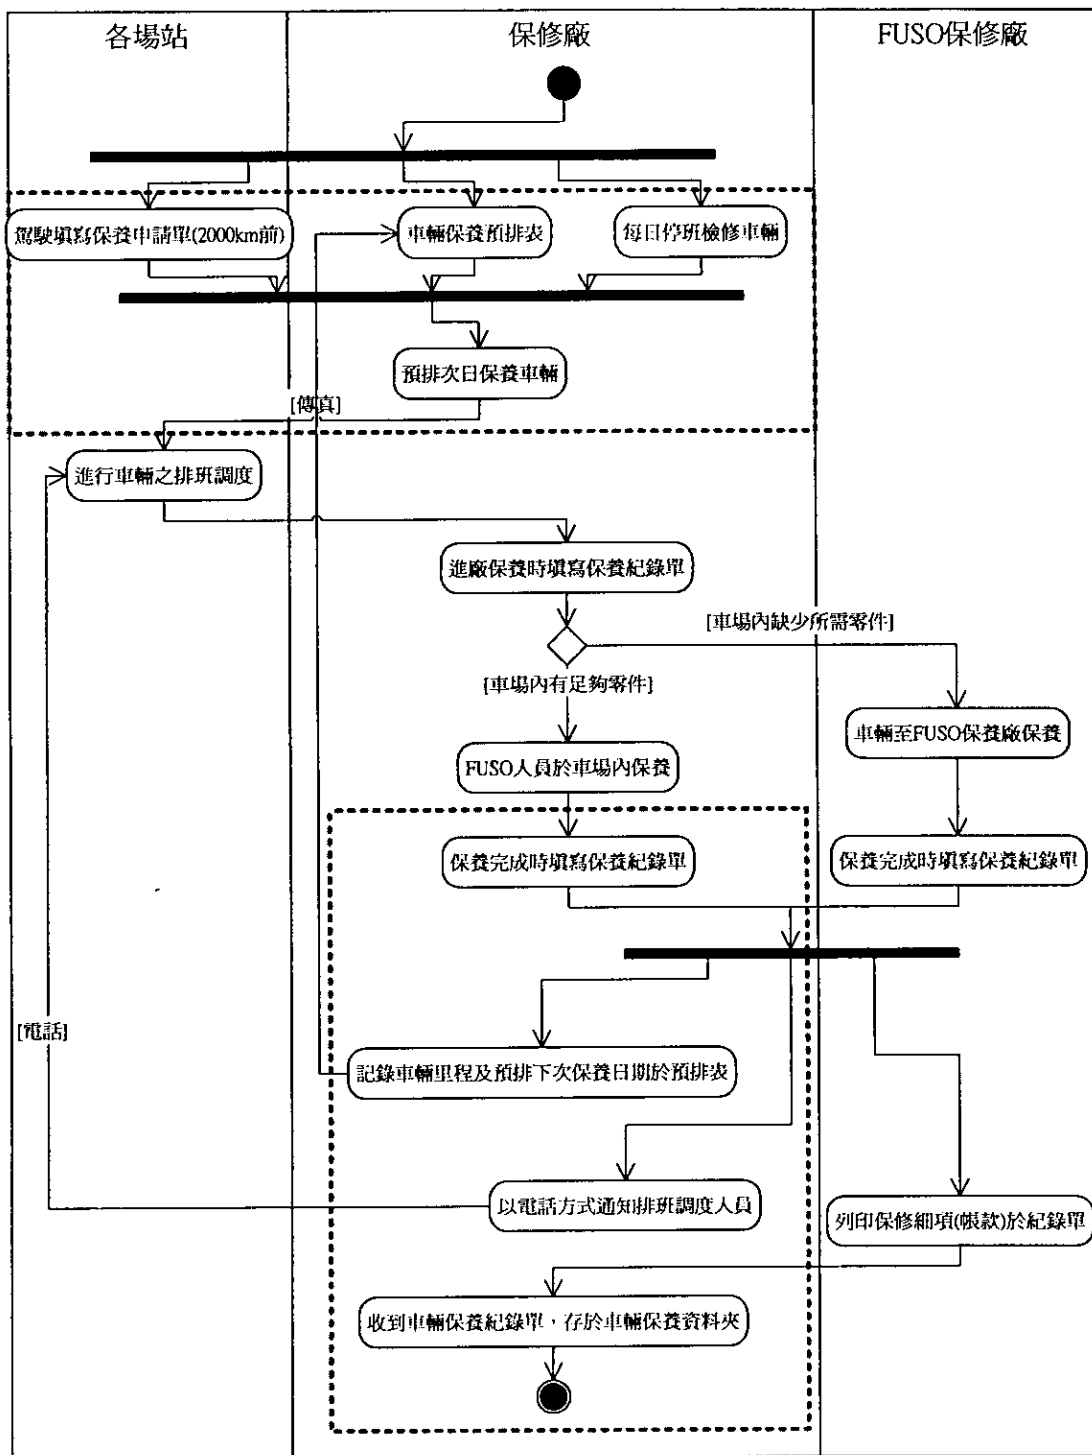 各場站
保修廠
FUSO保修廠
駕駛填寫保養申請單(2000km前)
車輛保養預排表
每日停班檢修車輛
預排次日保養車輛
[傳真]
進行車輛之排班調度
進廠保養時填寫保養紀錄單
[車場內缺少所需零件]
[車場內有足夠零件]
車輛至FUSO保養廠保養
FUSO人員於車場內保養
保養完成時填寫保養紀錄單
保養完成時填寫保養紀錄單
[電話]
記錄車輛里程及預排下次保養日期於預排表
以電話方式通知排班調度人員
列印保修細項(帳款)於紀錄單
收到車輛保養紀錄單，存於車輛保養資料夾